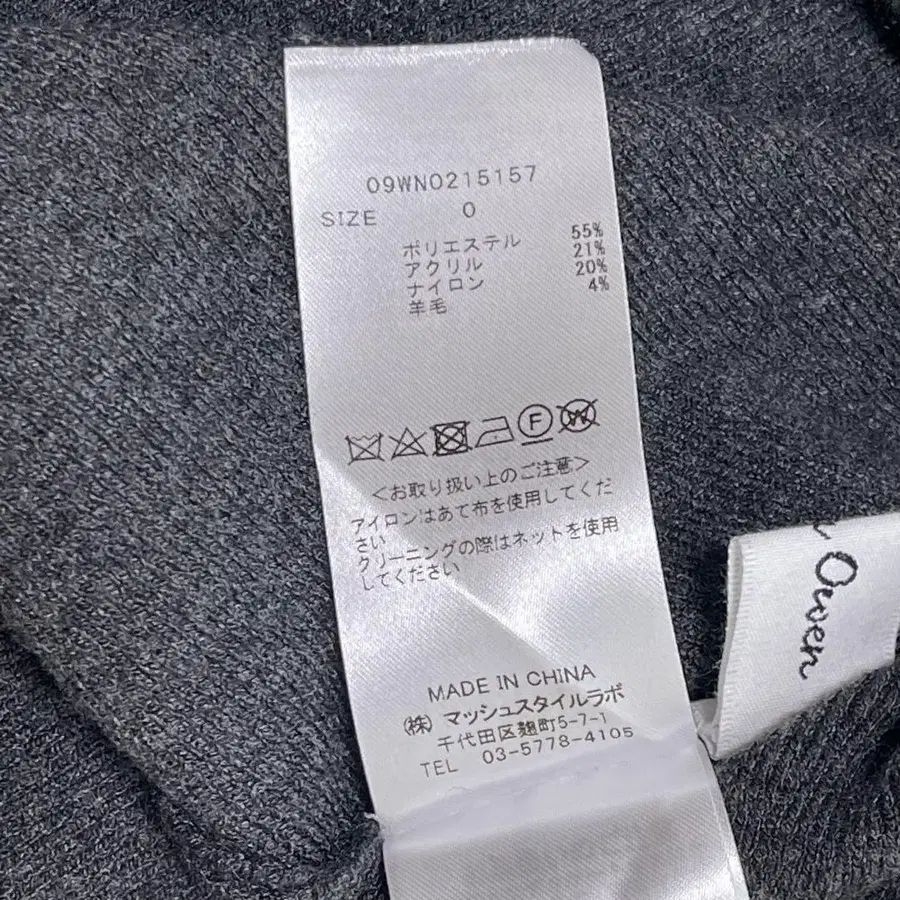 09WNO215157
SIZE 0
ポリエステル 55%
アクリル 21%
ナイロン 20%
羊毛 4%
F
W
<お取り扱い上のご注意>
アイロンはあて布を使用してくだ
さい
クリーニングの際はネットを使用
してください
MADE IN CHINA
(株) マッシュスタイルラボ
千代田区麹町5-7-1
TEL 03-5778-4105
Owen